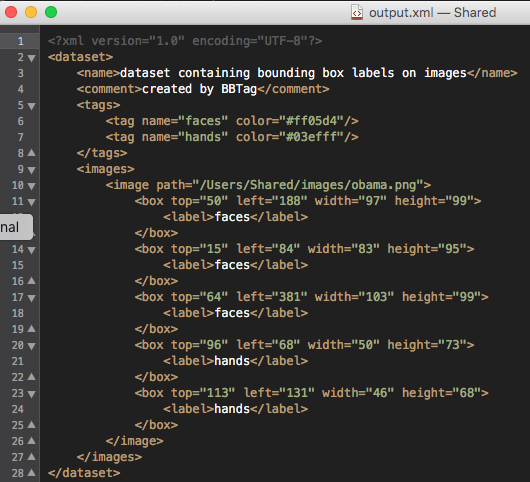 output.xml — Shared
1 <?xml version="1.0" encoding="UTF-8"?>
2 <dataset>
3 <name>dataset containing bounding box labels on images</name>
4 <comment>created by BBTag</comment>
5 <tags>
6 <tag name="faces" color="#ff05d4"/>
7 <tag name="hands" color="#03efff"/>
8 </tags>
9 <images>
10 <image path="/Users/Shared/images/obama.png">
11 <box top="50" left="188" width="97" height="99">
<label>faces</label>
nal
</box>
14 <box top="15" left="84" width="83" height="95">
15 <label>faces</label>
16 </box>
17 <box top="64" left="381" width="103" height="99">
18 <label>faces</label>
19 </box>
20 <box top="96" left="68" width="50" height="73">
21 <label>hands</label>
22 </box>
23 <box top="113" left="131" width="46" height="68">
24 <label>hands</label>
25 </box>
26 </image>
27 </images>
28 </dataset>